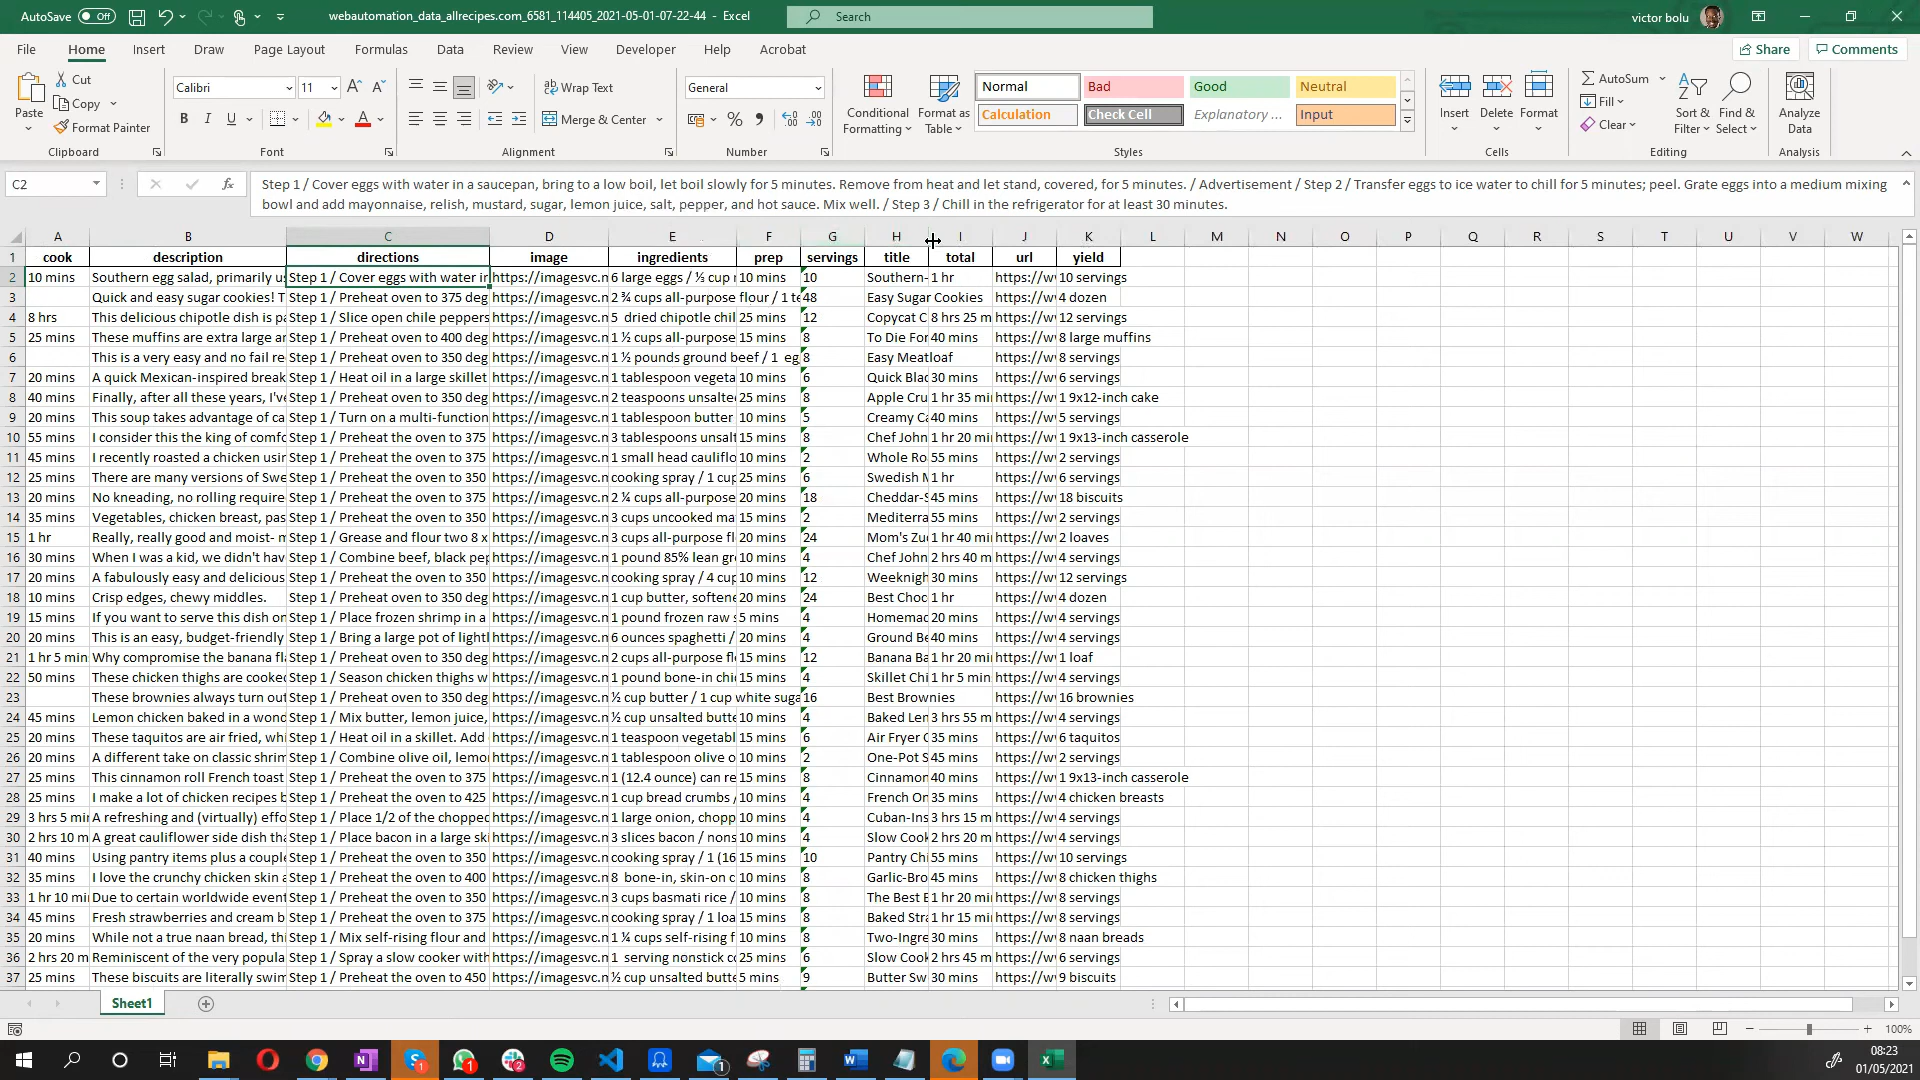 AutoSave Off
webautomation_data_allrecipes.com_6581_114405_2021-05-01-07-22-44 - Excel
Search
victor bolu
File Home Insert Draw Page Layout Formulas Data Review View Developer Help Acrobat Share Comments
Paste Cut Copy Format Painter Clipboard
Calibri 11 A A B I U A Font
Wrap Text Merge & Center Alignment
General % Number
Conditional Formatting Format as Table
Normal Bad Good Neutral
Calculation Check Cell Explanatory ... Input
Styles
Insert Delete Format Cells
AutoSum Fill Clear Sort & Filter Find & Select Editing
Analyze Data Analysis
C2 fx
Step 1 / Cover eggs with water in a saucepan, bring to a low boil, let boil slowly for 5 minutes. Remove from heat and let stand, covered, for 5 minutes. / Advertisement / Step 2 / Transfer eggs to ice water to chill for 5 minutes; peel. Grate eggs into a medium mixing
bowl and add mayonnaise, relish, mustard, sugar, lemon juice, salt, pepper, and hot sauce. Mix well. / Step 3 / Chill in the refrigerator for at least 30 minutes.
A B C D E F G H I J K L M N O P Q R S T U V W
1 cook description directions image ingredients prep servings title total url yield
2 10 mins Southern egg salad, primarily u Step 1 / Cover eggs with water i https://imagesvc.n 6 large eggs / ⅓ cup 10 mins 10 Southern- 1 hr https://w 10 servings
3 Quick and easy sugar cookies! T Step 1 / Preheat oven to 375 deg https://imagesvc.n 2 ¾ cups all-purpose flour / 1 te 48 Easy Sugar Cookies https://w 4 dozen
4 8 hrs This delicious chipotle dish is pa Step 1 / Slice open chile peppers https://imagesvc.n 5 dried chipotle chil 25 mins 12 Copycat C 8 hrs 25 m https://w 12 servings
5 25 mins These muffins are extra large an Step 1 / Preheat oven to 400 deg https://imagesvc.n 1 ½ cups all-purpose 15 mins 8 To Die For 40 mins https://w 8 large muffins
6 This is a very easy and no fail re Step 1 / Preheat oven to 350 deg https://imagesvc.n 1 ½ pounds ground beef / 1 eg 8 Easy Meatloaf https://w 8 servings
7 20 mins A quick Mexican-inspired break Step 1 / Heat oil in a large skillet https://imagesvc.n 1 tablespoon vegeta 10 mins 6 Quick Blac 30 mins https://w 6 servings
8 40 mins Finally, after all these years, I've Step 1 / Preheat oven to 350 deg https://imagesvc.n 2 teaspoons unsalte 25 mins 8 Apple Cru 1 hr 35 mi https://w 1 9x12-inch cake
9 20 mins This soup takes advantage of ca Step 1 / Turn on a multi-function https://imagesvc.n 1 tablespoon butter 10 mins 5 Creamy Ca 40 mins https://w 5 servings
10 55 mins I consider this the king of comfo Step 1 / Preheat the oven to 375 https://imagesvc.n 3 tablespoons unsalt 15 mins 8 Chef John 1 hr 20 mi https://w 1 9x13-inch casserole
11 45 mins I recently roasted a chicken usin Step 1 / Preheat the oven to 375 https://imagesvc.n 1 small head cauliflo 10 mins 2 Whole Ro 55 mins https://w 2 servings
12 25 mins There are many versions of Swe Step 1 / Preheat the oven to 350 https://imagesvc.n cooking spray / 1 cup 25 mins 6 Swedish M 1 hr https://w 6 servings
13 20 mins No kneading, no rolling require Step 1 / Preheat the oven to 375 https://imagesvc.n 2 ¼ cups all-purpose 20 mins 18 Cheddar-S 45 mins https://w 18 biscuits
14 35 mins Vegetables, chicken breast, pas Step 1 / Preheat the oven to 350 https://imagesvc.n 3 cups uncooked ma 15 mins 2 Mediterra 55 mins https://w 2 servings
15 1 hr Really, really good and moist- m Step 1 / Grease and flour two 8 x https://imagesvc.n 3 cups all-purpose fl 20 mins 24 Mom's Zuc 1 hr 40 mi https://w 2 loaves
16 30 mins When I was a kid, we didn't hav Step 1 / Combine beef, black pep https://imagesvc.n 1 pound 85% lean gr 10 mins 4 Chef John 2 hrs 40 m https://w 4 servings
17 20 mins A fabulously easy and delicious Step 1 / Preheat the oven to 350 https://imagesvc.n cooking spray / 4 cup 10 mins 12 Weeknigh 30 mins https://w 12 servings
18 10 mins Crisp edges, chewy middles. Step 1 / Preheat oven to 350 deg https://imagesvc.n 1 cup butter, softene 20 mins 24 Best Choc 1 hr https://w 4 dozen
19 15 mins If you want to serve this dish on Step 1 / Place frozen shrimp in a https://imagesvc.n 1 pound frozen raw s 5 mins 4 Homemac 20 mins https://w 4 servings
20 20 mins This is an easy, budget-friendly Step 1 / Bring a large pot of lightl https://imagesvc.n 6 ounces spaghetti / 20 mins 4 Ground Be 40 mins https://w 4 servings
21 1 hr 5 min Why compromise the banana fl Step 1 / Preheat oven to 350 deg https://imagesvc.n 2 cups all-purpose fl 15 mins 12 Banana Ba 1 hr 20 mi https://w 1 loaf
22 50 mins These chicken thighs are cooke Step 1 / Season chicken thighs w https://imagesvc.n 1 pound bone-in chi 15 mins 4 Skillet Chi 1 hr 5 min https://w 4 servings
23 These brownies always turn out Step 1 / Preheat oven to 350 deg https://imagesvc.n ½ cup butter / 1 cup white suga 16 Best Brownies https://w 16 brownies
24 45 mins Lemon chicken baked in a wond Step 1 / Mix butter, lemon juice, https://imagesvc.n ½ cup unsalted butte 10 mins 4 Baked Len 3 hrs 55 m https://w 4 servings
25 20 mins These taquitos are air fried, whi Step 1 / Heat oil in a skillet. Add https://imagesvc.n 1 teaspoon vegetabl 15 mins 6 Air Fryer C 35 mins https://w 6 taquitos
26 20 mins A different take on classic shrim Step 1 / Combine olive oil, lemo https://imagesvc.n 1 tablespoon olive o 10 mins 2 One-Pot S 45 mins https://w 2 servings
27 25 mins This cinnamon roll French toast Step 1 / Preheat the oven to 375 https://imagesvc.n 1 (12.4 ounce) can re 15 mins 8 Cinnamon 40 mins https://w 1 9x13-inch casserole
28 25 mins I make a lot of chicken recipes b Step 1 / Preheat the oven to 425 https://imagesvc.n 1 cup bread crumbs / 10 mins 4 French On 35 mins https://w 4 chicken breasts
29 3 hrs 5 min A refreshing and (virtually) effo Step 1 / Place 1/2 of the chopped https://imagesvc.n 1 large onion, chopp 10 mins 4 Cuban-Ins 3 hrs 15 m https://w 4 servings
30 2 hrs 10 m A great cauliflower side dish tha Step 1 / Place bacon in a large ski https://imagesvc.n 3 slices bacon / nons 10 mins 4 Slow Cook 2 hrs 20 m https://w 4 servings
31 40 mins Using pantry items plus a couple Step 1 / Preheat the oven to 350 https://imagesvc.n cooking spray / 1 (16 15 mins 10 Pantry Chi 55 mins https://w 10 servings
32 35 mins I love the crunchy chicken skin a Step 1 / Preheat the oven to 400 https://imagesvc.n 8 bone-in, skin-on c 10 mins 8 Garlic-Bro 45 mins https://w 8 chicken thighs
33 1 hr 10 mi Due to certain worldwide event Step 1 / Preheat the oven to 350 https://imagesvc.n 3 cups basmati rice / 10 mins 8 The Best B 1 hr 20 mi https://w 8 servings
34 45 mins Fresh strawberries and cream b Step 1 / Preheat the oven to 375 https://imagesvc.n cooking spray / 1 loa 15 mins 8 Baked Stra 1 hr 15 mi https://w 8 servings
35 20 mins While not a true naan bread, thi Step 1 / Mix self-rising flour and https://imagesvc.n 1 ¼ cups self-rising f 10 mins 8 Two-Ingre 30 mins https://w 8 naan breads
36 2 hrs 20 m Reminiscent of the very popula Step 1 / Spray a slow cooker with https://imagesvc.n 1 serving nonstick co 25 mins 6 Slow Cook 2 hrs 45 m https://w 6 servings
37 25 mins These biscuits are literally swim Step 1 / Preheat the oven to 450 https://imagesvc.n ½ cup unsalted butte 5 mins 9 Butter Sw 30 mins https://w 9 biscuits
Sheet1
100%
08:23
01/05/2021